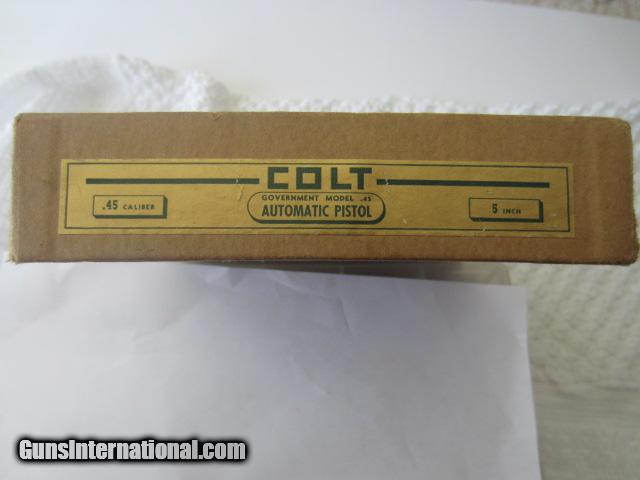 COLT
GOVERNMENT MODEL .45
.45 CALIBER
AUTOMATIC PISTOL
5 INCH
GunsInternational.com